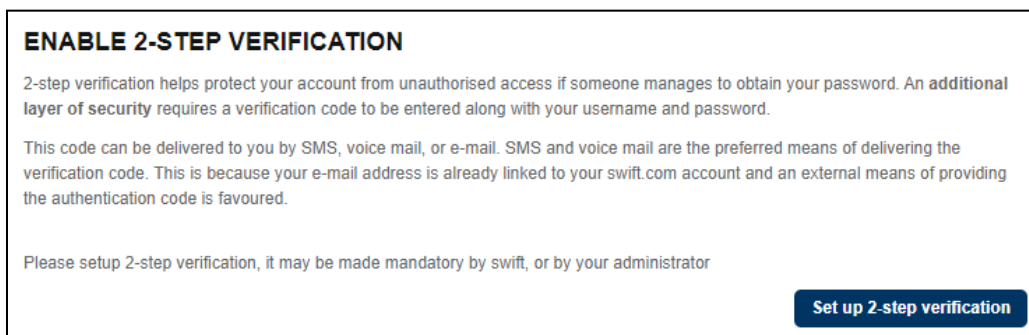 ENABLE 2-STEP VERIFICATION
2-step verification helps protect your account from unauthorised access if someone manages to obtain your password. An additional
layer of security requires a verification code to be entered along with your username and password.
This code can be delivered to you by SMS, voice mail, or e-mail. SMS and voice mail are the preferred means of delivering the
verification code. This is because your e-mail address is already linked to your swift.com account and an external means of providing
the authentication code is favoured.
Please setup 2-step verification, it may be made mandatory by swift, or by your administrator
Set up 2-step verification